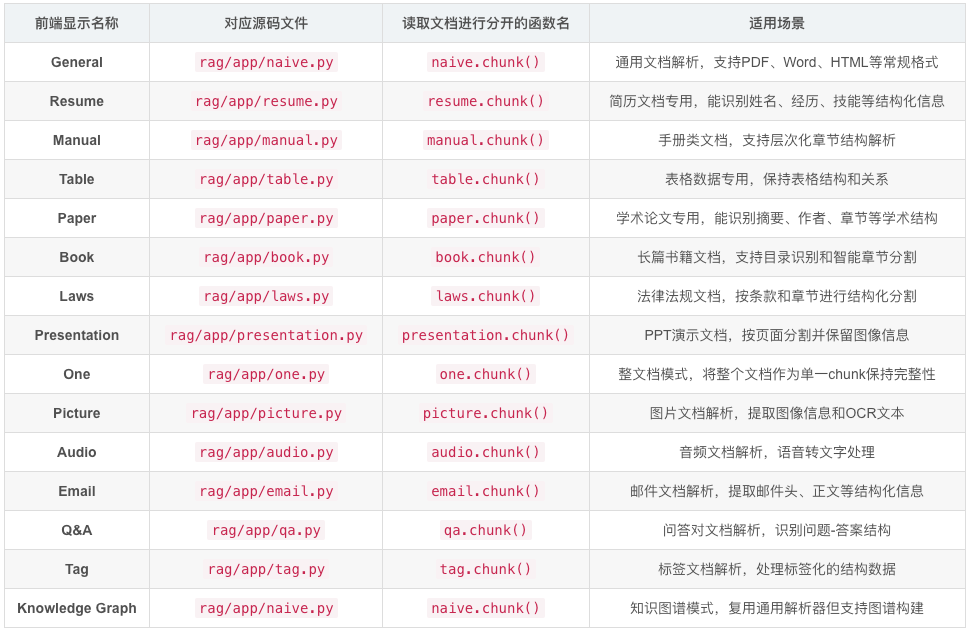 前端显示名称 对应源码文件 读取文档进行分开的函数名 适用场景
General rag/app/naive.py naive.chunk() 通用文档解析，支持PDF、Word、HTML等常规格式
Resume rag/app/resume.py resume.chunk() 简历文档专用，能识别姓名、经历、技能等结构化信息
Manual rag/app/manual.py manual.chunk() 手册类文档，支持层次化章节结构解析
Table rag/app/table.py table.chunk() 表格数据专用，保持表格结构和关系
Paper rag/app/paper.py paper.chunk() 学术论文专用，能识别摘要、作者、章节等学术结构
Book rag/app/book.py book.chunk() 长篇书籍文档，支持目录识别和智能章节分割
Laws rag/app/laws.py laws.chunk() 法律法规文档，按条款和章节进行结构化分割
Presentation rag/app/presentation.py presentation.chunk() PPT演示文档，按页面分割并保留图像信息
One rag/app/one.py one.chunk() 整文档模式，将整个文档作为单一chunk保持完整性
Picture rag/app/picture.py picture.chunk() 图片文档解析，提取图像信息和OCR文本
Audio rag/app/audio.py audio.chunk() 音频文档解析，语音转文字处理
Email rag/app/email.py email.chunk() 邮件文档解析，提取邮件头、正文等结构化信息
Q&A rag/app/qa.py qa.chunk() 问答对文档解析，识别问题-答案结构
Tag rag/app/tag.py tag.chunk() 标签文档解析，处理标签化的结构数据
Knowledge Graph rag/app/naive.py naive.chunk() 知识图谱模式，复用通用解析器但支持图谱构建